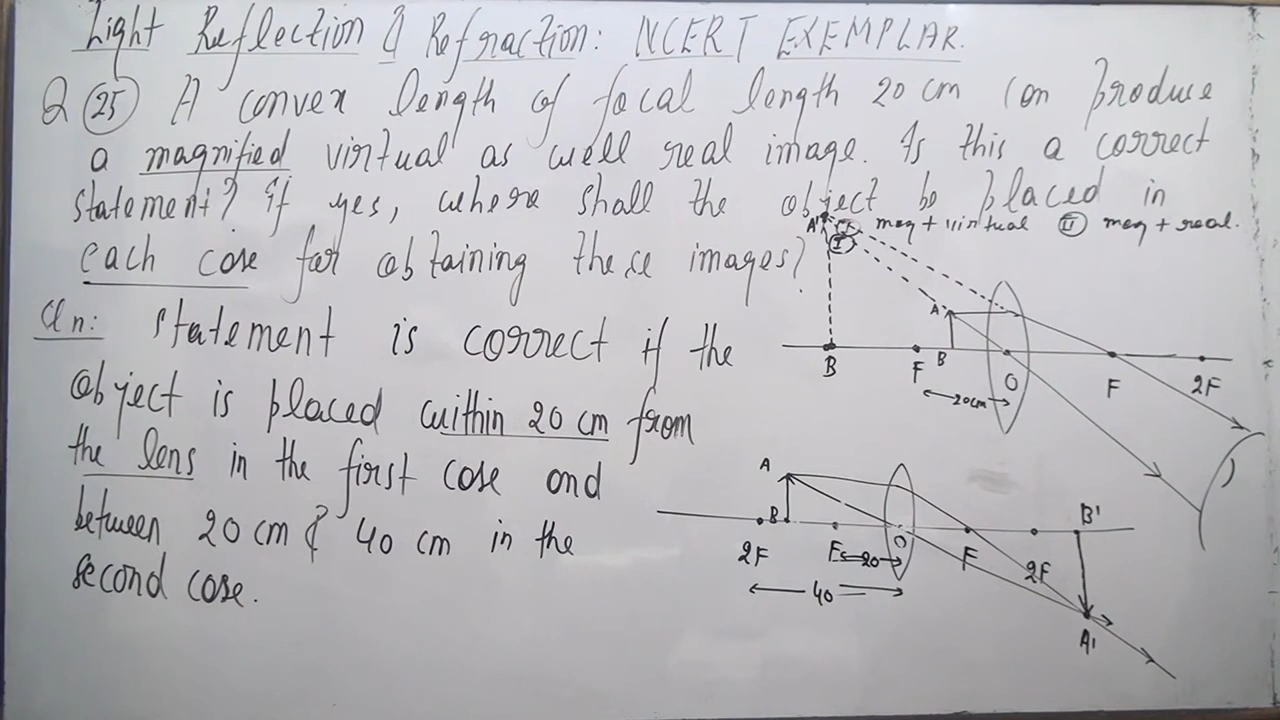 Light Reflection & Refraction: NCERT EXEMPLAR.
Q 25 A convex length of focal length 20 cm can produce
a magnified virtual as well real image. Is this a correct
statement? if yes, where shall the object be placed in
each case for obtaining these images?
I mag + virtual II mag + real.
An: statement is correct if the
object is placed within 20 cm from
the lens in the first case and
between 20 cm & 40 cm in the
second case.
A' I
A
B F B O F 2F
20cm
A
B B'
2F F 20 O F 2F
40
A1